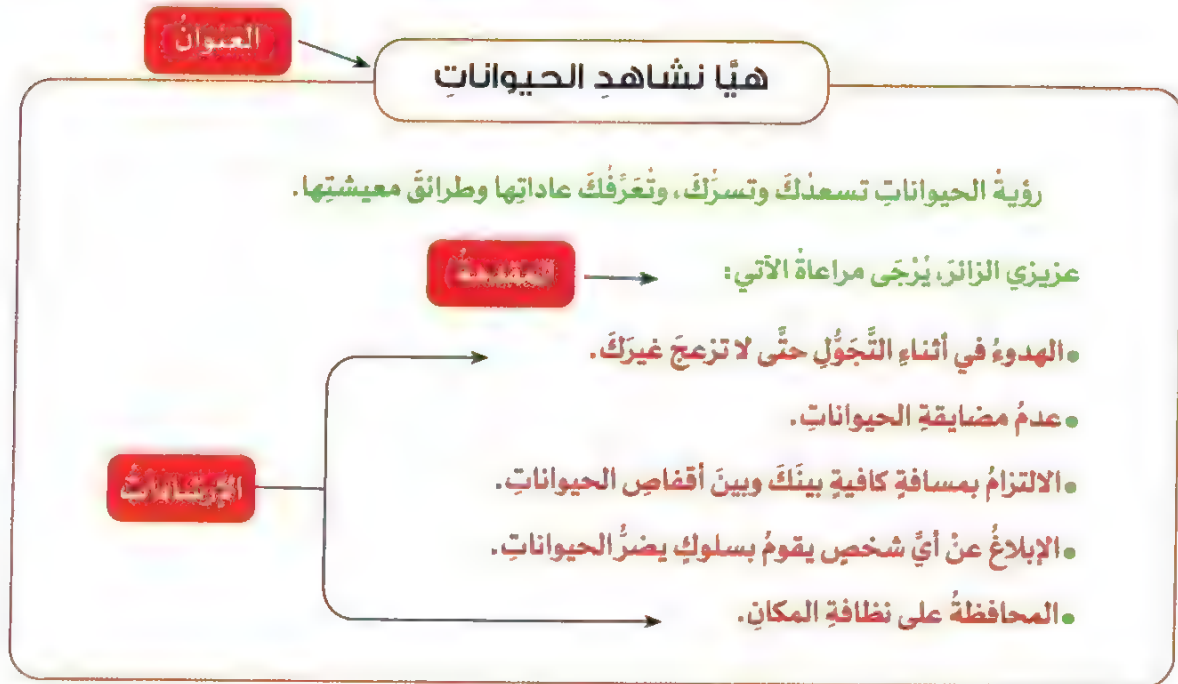 العنوانُ
هيَّا نشاهدِ الحيواناتِ
رؤيةُ الحيواناتِ تسعدُكَ وتسرُّكَ، وتُعَرِّفُكَ عاداتِها وطرائقَ معيشتِها.
عزيزي الزائرَ، يُرْجَى مراعاةُ الآتي:
• الهدوءُ في أثناءِ التَّجَوُّلِ حتَّى لا تزعجَ غيرَكَ.
• عدمُ مضايقةِ الحيواناتِ.
• الالتزامُ بمسافةٍ كافيةٍ بينَكَ وبينَ أقفاصِ الحيواناتِ.
الإرشاداتُ
• الإبلاغُ عنْ أيِّ شخصٍ يقومُ بسلوكٍ يضرُّ الحيواناتِ.
• المحافظةُ على نظافةِ المكانِ.